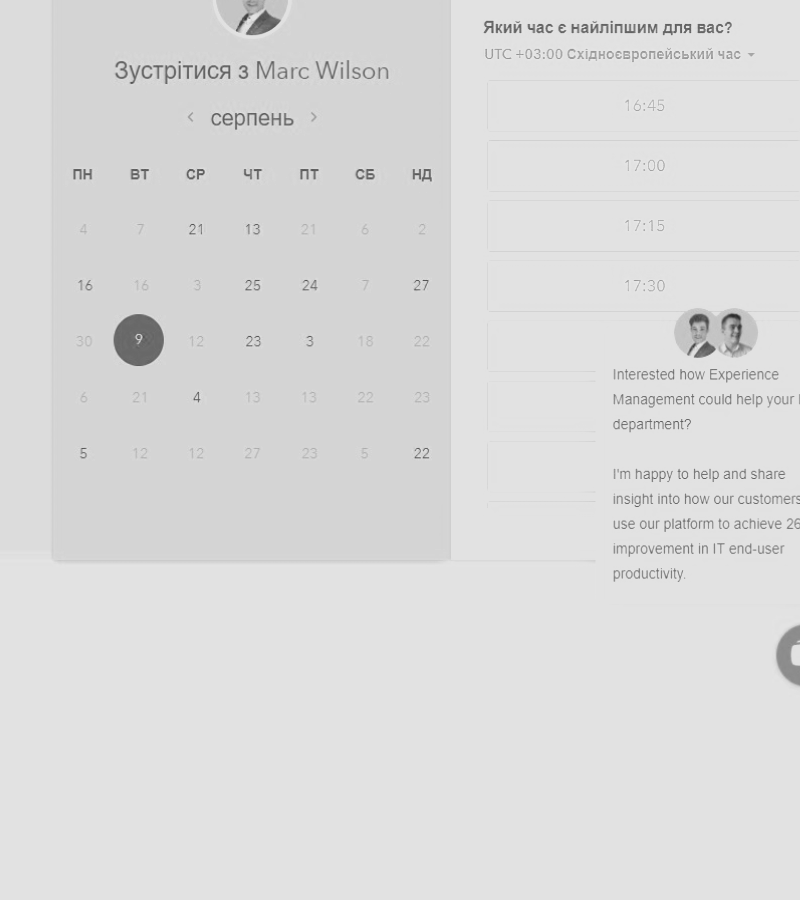 Зустрітися з Marc Wilson
серпень
ПН ВТ СР ЧТ ПТ СБ НД
4 7 21 13 21 6 2
16 16 3 25 24 7 27
30 9 12 23 3 18 22
6 21 4 13 13 22 23
5 12 12 27 23 5 22
Який час є найліпшим для вас?
UTC +03:00 Східноєвропейський час
16:45
17:00
17:15
17:30
Interested how Experience
Management could help your
department?
I'm happy to help and share
insight into how our customers
use our platform to achieve 26
improvement in IT end-user
productivity.